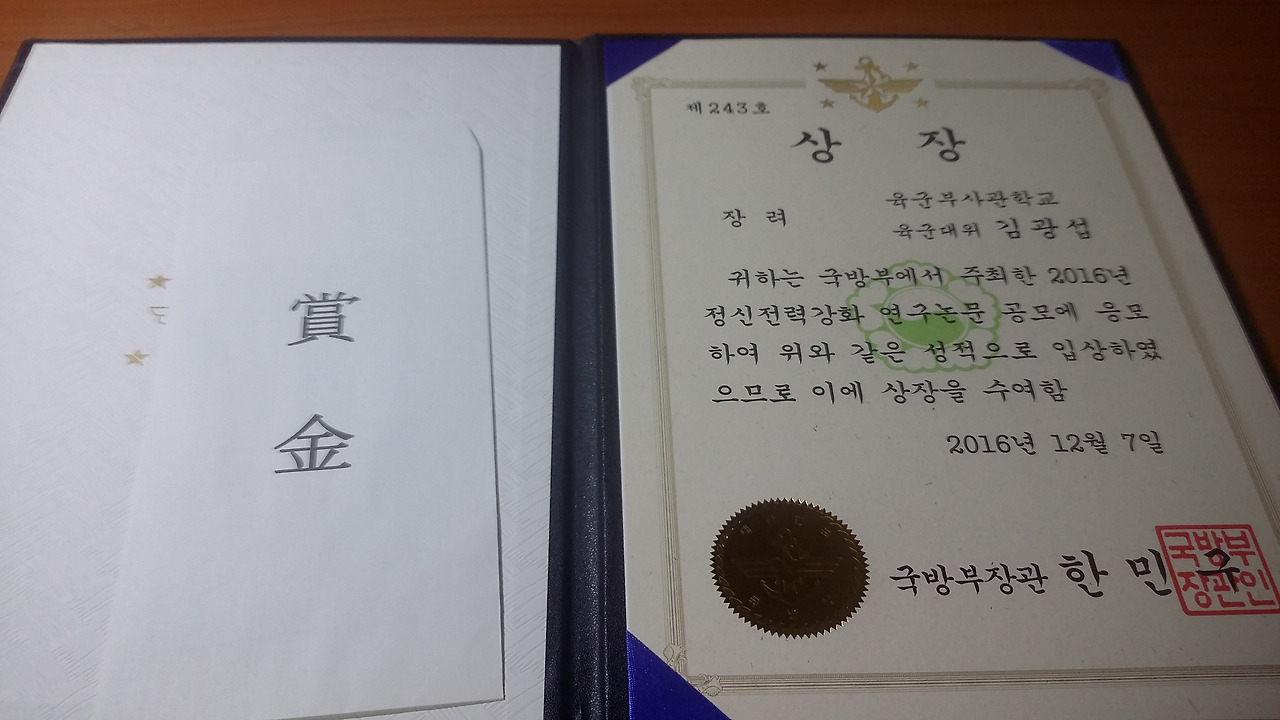 賞
金
제243호
상 장
육군부사관학교
장 려
육군대위 김광섭
귀하는 국방부에서 주최한 2016년
정신전력강화 연구논문 공모에 응모
하여 위와 같은 성적으로 입상하였
으므로 이에 상장을 수여함
2016년 12월 7일
국방부장관 한 민 구
국방부
장관인